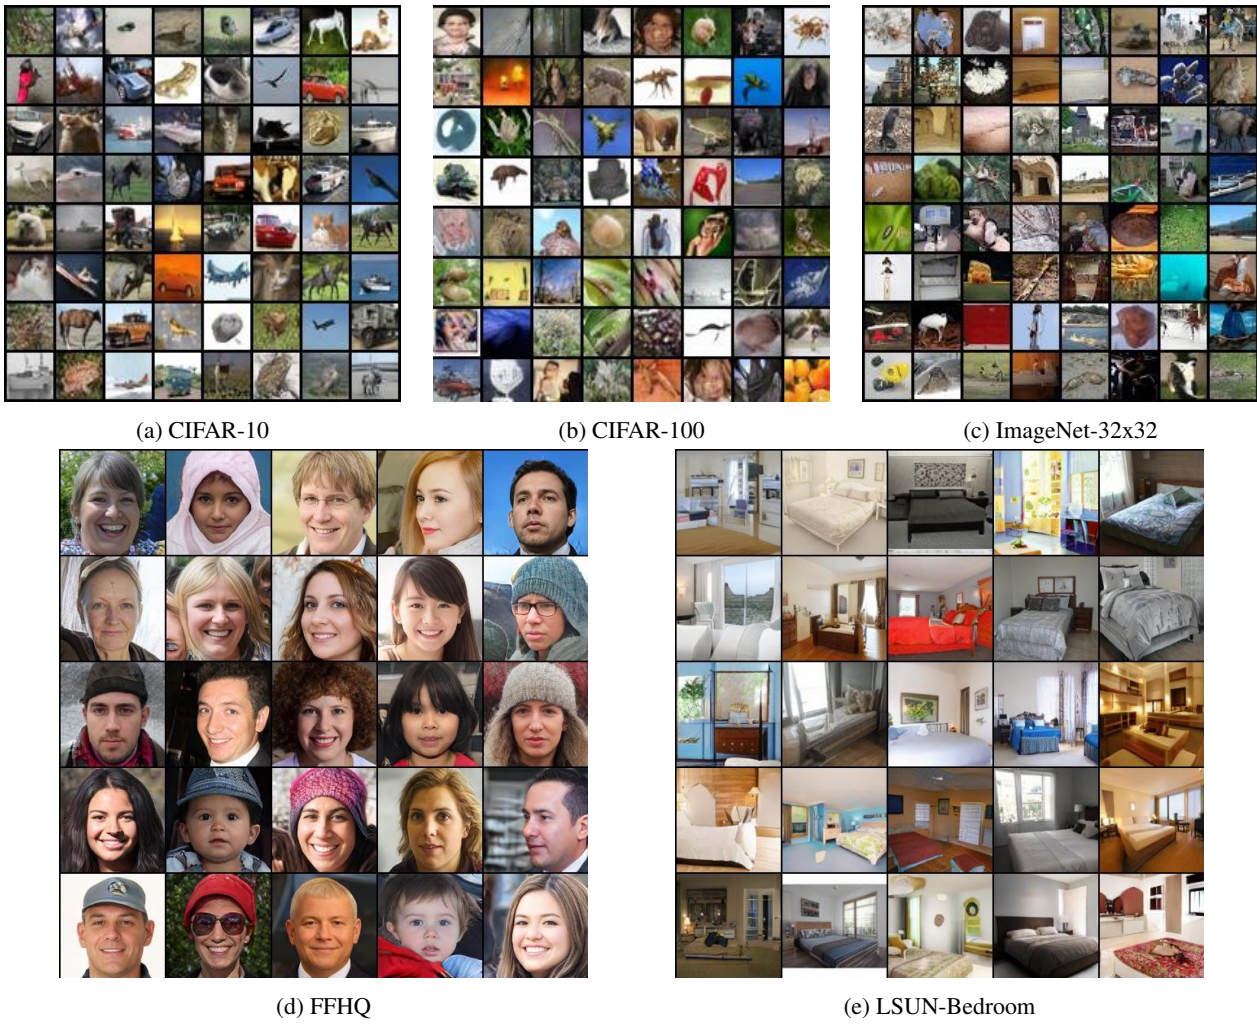 (a) CIFAR-10
(b) CIFAR-100
(c) ImageNet-32x32
(d) FFHQ
(e) LSUN-Bedroom